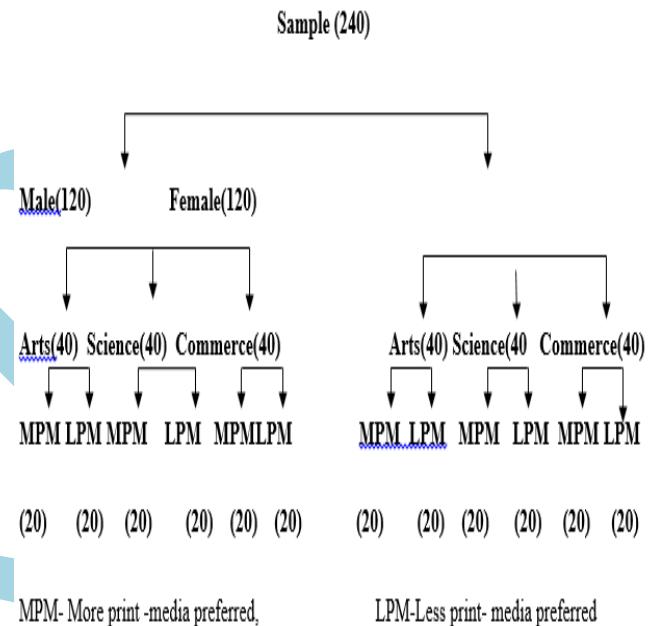 Sample (240)
Male(120) Female(120)
Arts(40) Science(40) Commerce(40) Arts(40) Science(40 Commerce(40)
MPM LPM MPM LPM MPMLPM MPM LPM MPM LPM MPM LPM
(20) (20) (20) (20) (20) (20) (20) (20) (20) (20) (20) (20)
MPM- More print -media preferred, LPM-Less print- media preferred